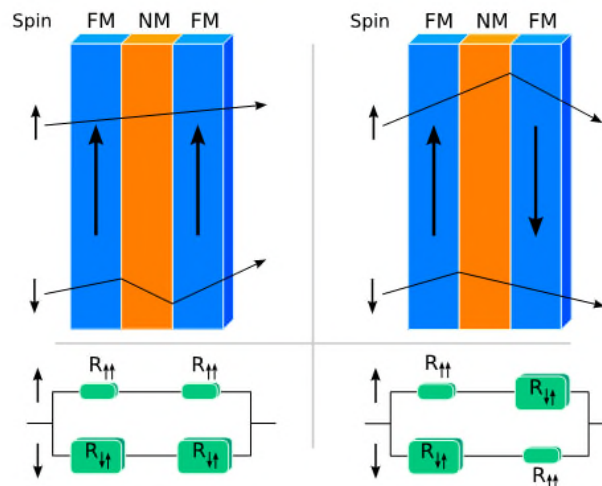 Spin FM NM FM
Spin FM NM FM
R↑↑ R↑↑
R↓↑ R↓↑
R↑↑ R↓↑
R↓↑ R↑↑